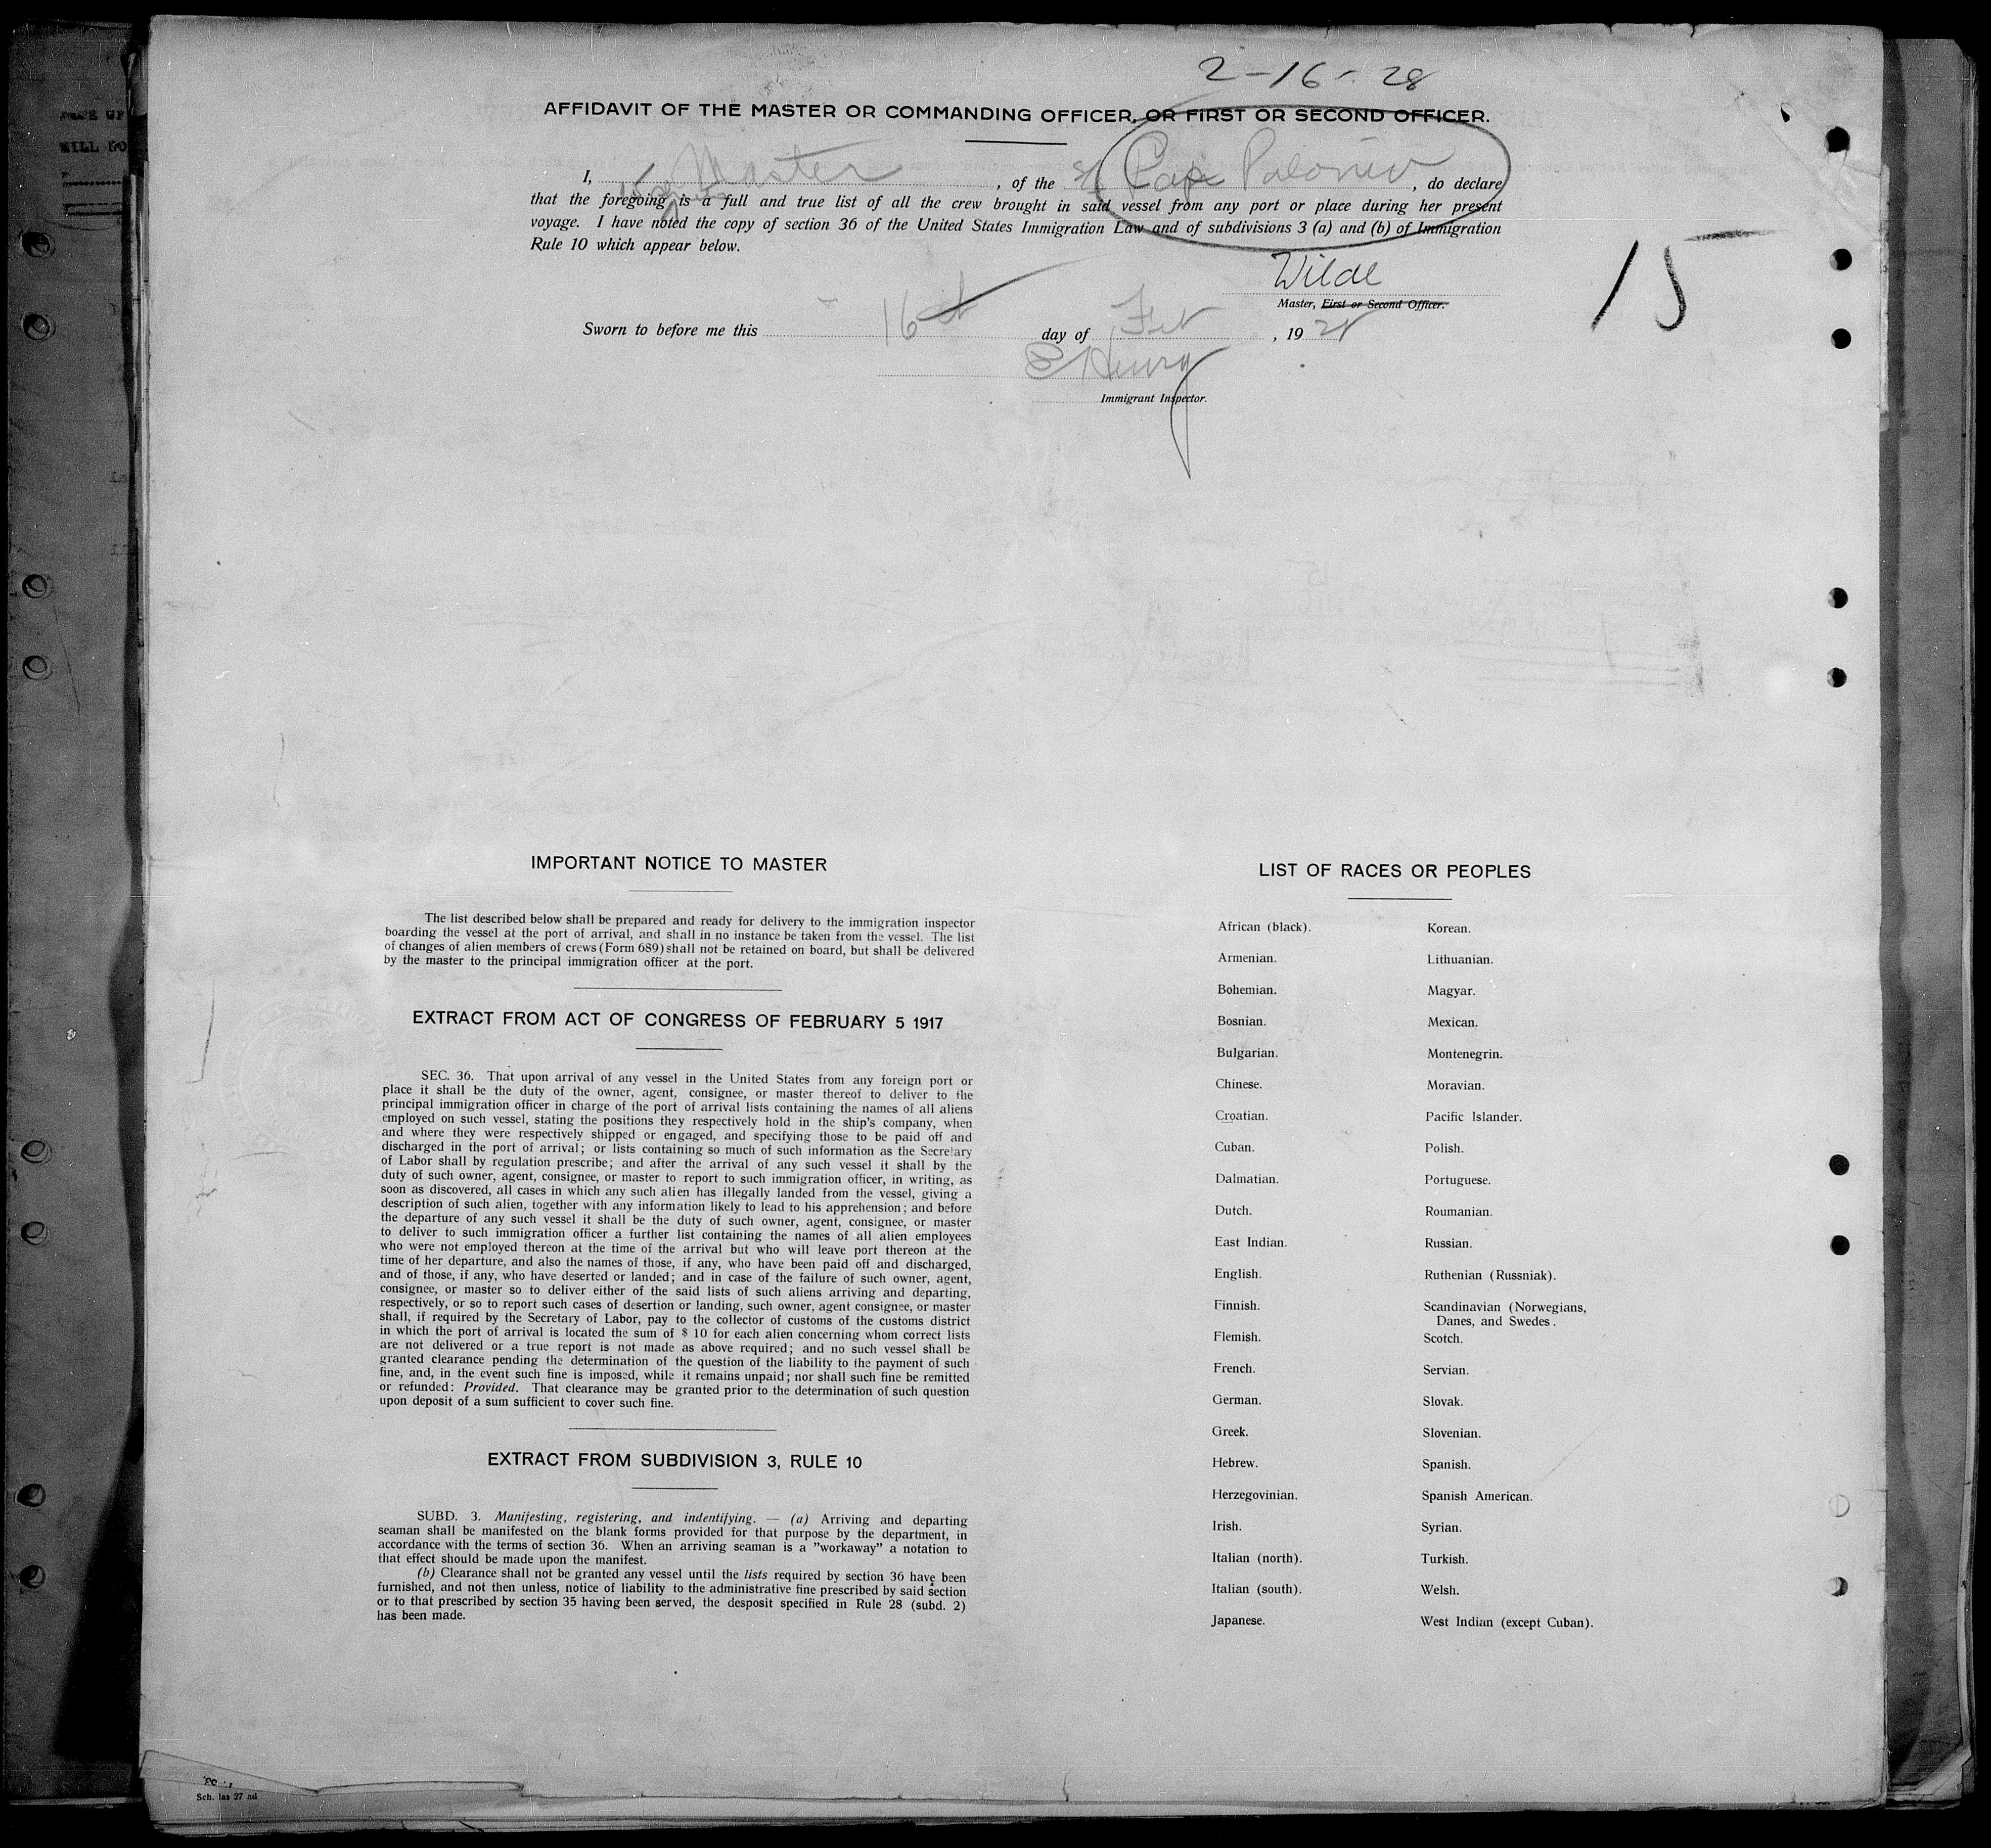 2-16-28
AFFIDAVIT OF THE MASTER OR COMMANDING OFFICER, OR FIRST OR SECOND OFFICER.
I, Master, of the Cap Polonio, do declare
that the foregoing is a full and true list of all the crew brought in said vessel from any port or place during her present
voyage. I have noted the copy of section 36 of the United States Immigration Law and of subdivisions 3 (a) and (b) of Immigration
Rule 10 which appear below.
15
Wilde
Master, First or Second Officer.
Sworn to before me this 16 day of Feb, 1928
Henry
Immigrant Inspector.
IMPORTANT NOTICE TO MASTER
The list described below shall be prepared and ready for delivery to the immigration inspector
boarding the vessel at the port of arrival, and shall in no instance be taken from the vessel. The list
of changes of alien members of crews (Form 689) shall not be retained on board, but shall be delivered
by the master to the principal immigration officer at the port.
EXTRACT FROM ACT OF CONGRESS OF FEBRUARY 5 1917
SEC. 36. That upon arrival of any vessel in the United States from any foreign port or
place it shall be the duty of the owner, agent, consignee, or master thereof to deliver to the
principal immigration officer in charge of the port of arrival lists containing the names of all aliens
employed on such vessel, stating the positions they respectively hold in the ship's company, when
and where they were respectively shipped or engaged, and specifying those to be paid off and
discharged in the port of arrival; or lists containing so much of such information as the Secretary
of Labor shall by regulation prescribe; and after the arrival of any such vessel it shall by the
duty of such owner, agent, consignee, or master to report to such immigration officer, in writing, as
soon as discovered, all cases in which any such alien has illegally landed from the vessel, giving a
description of such alien, together with any information likely to lead to his apprehension; and before
the departure of any such vessel it shall be the duty of such owner, agent, consignee, or master
to deliver to such immigration officer a further list containing the names of all alien employees
who were not employed thereon at the time of the arrival but who will leave port thereon at the
time of her departure, and also the names of those, if any, who have been paid off and discharged,
and of those, if any, who have deserted or landed; and in case of the failure of such owner, agent,
consignee, or master so to deliver either of the said lists of such aliens arriving and departing,
respectively, or so to report such cases of desertion or landing, such owner, agent consignee, or master
shall, if required by the Secretary of Labor, pay to the collector of customs of the customs district
in which the port of arrival is located the sum of $ 10 for each alien concerning whom correct lists
are not delivered or a true report is not made as above required; and no such vessel shall be
granted clearance pending the determination of the question of the liability to the payment of such
fine, and, in the event such fine is imposed, while it remains unpaid; nor shall such fine be remitted
or refunded: Provided. That clearance may be granted prior to the determination of such question
upon deposit of a sum sufficient to cover such fine.
EXTRACT FROM SUBDIVISION 3, RULE 10
SUBD. 3. Manifesting, registering, and indentifying. — (a) Arriving and departing
seaman shall be manifested on the blank forms provided for that purpose by the department, in
accordance with the terms of section 36. When an arriving seaman is a "workaway" a notation to
that effect should be made upon the manifest.
(b) Clearance shall not be granted any vessel until the lists required by section 36 have been
furnished, and not then unless, notice of liability to the administrative fine prescribed by said section
or to that prescribed by section 35 having been served, the desposit specified in Rule 28 (subd. 2)
has been made.
LIST OF RACES OR PEOPLES
African (black).
Armenian.
Bohemian.
Bosnian.
Bulgarian.
Chinese.
Croatian.
Cuban.
Dalmatian.
Dutch.
East Indian.
English.
Finnish.
Flemish.
French.
German.
Greek.
Hebrew.
Herzegovinian.
Irish.
Italian (north).
Italian (south).
Japanese.
Korean.
Lithuanian.
Magyar.
Mexican.
Montenegrin.
Moravian.
Pacific Islander.
Polish.
Portuguese.
Roumanian.
Russian.
Ruthenian (Russniak).
Scandinavian (Norwegians,
Danes, and Swedes.
Scotch.
Servian.
Slovak.
Slovenian.
Spanish.
Spanish American.
Syrian.
Turkish.
Welsh.
West Indian (except Cuban).
Sch. las 27 ad